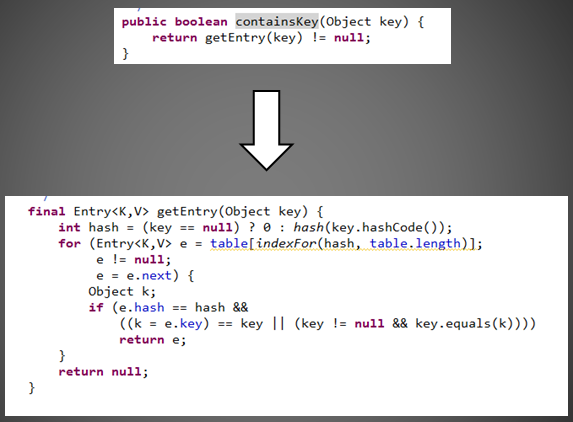 public boolean containsKey(Object key) {
return getEntry(key) != null;
}
final Entry<K,V> getEntry(Object key) {
int hash = (key == null) ? 0 : hash(key.hashCode());
for (Entry<K,V> e = table[indexFor(hash, table.length)];
e != null;
e = e.next) {
Object k;
if (e.hash == hash &&
((k = e.key) == key || (key != null && key.equals(k))))
return e;
}
return null;
}